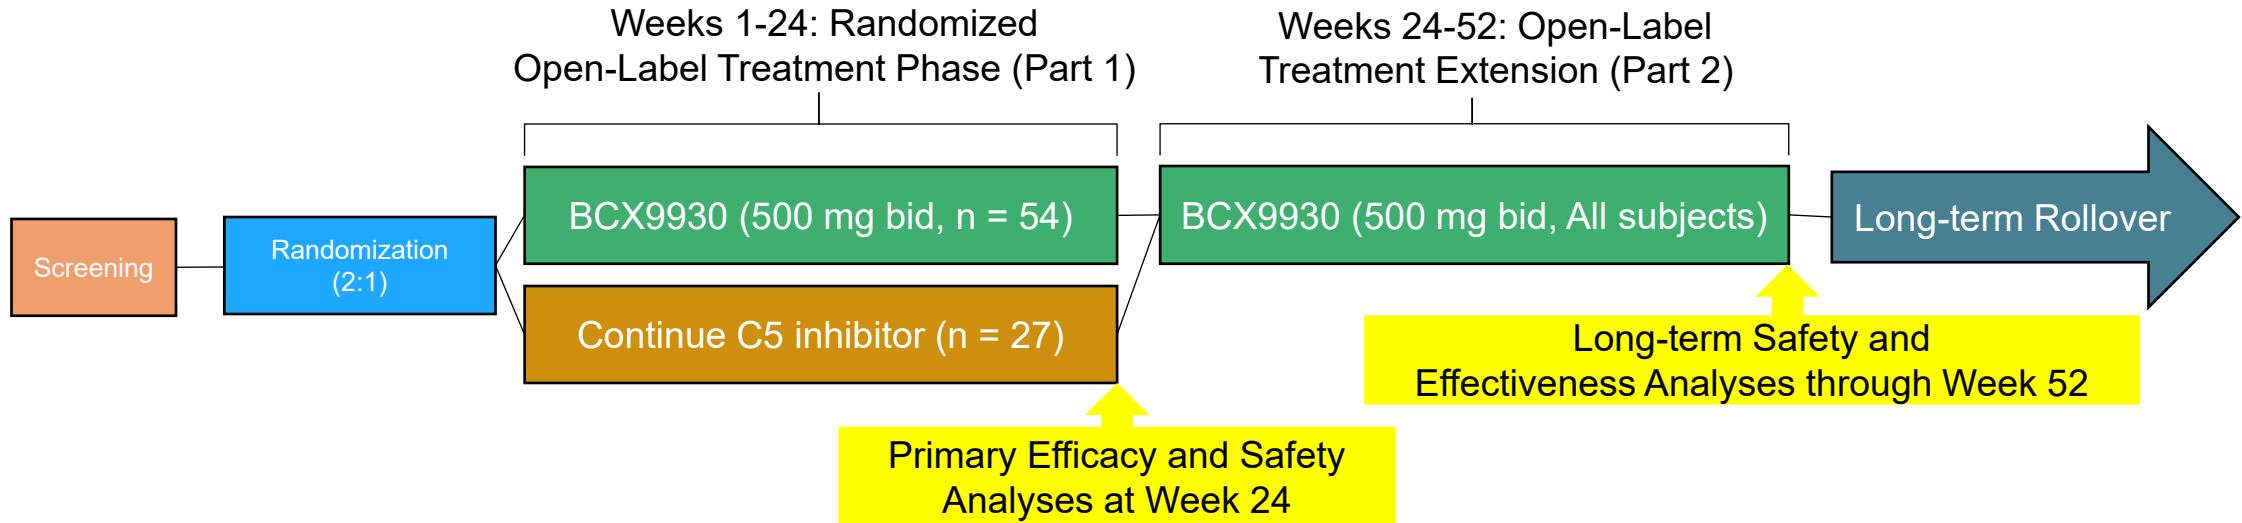 Weeks 1-24: Randomized
Open-Label Treatment Phase (Part 1)
Weeks 24-52: Open-Label
Treatment Extension (Part 2)
Screening
Randomization
(2:1)
BCX9930 (500 mg bid, n = 54)
Continue C5 inhibitor (n = 27)
BCX9930 (500 mg bid, All subjects)
Long-term Rollover
Primary Efficacy and Safety
Analyses at Week 24
Long-term Safety and
Effectiveness Analyses through Week 52